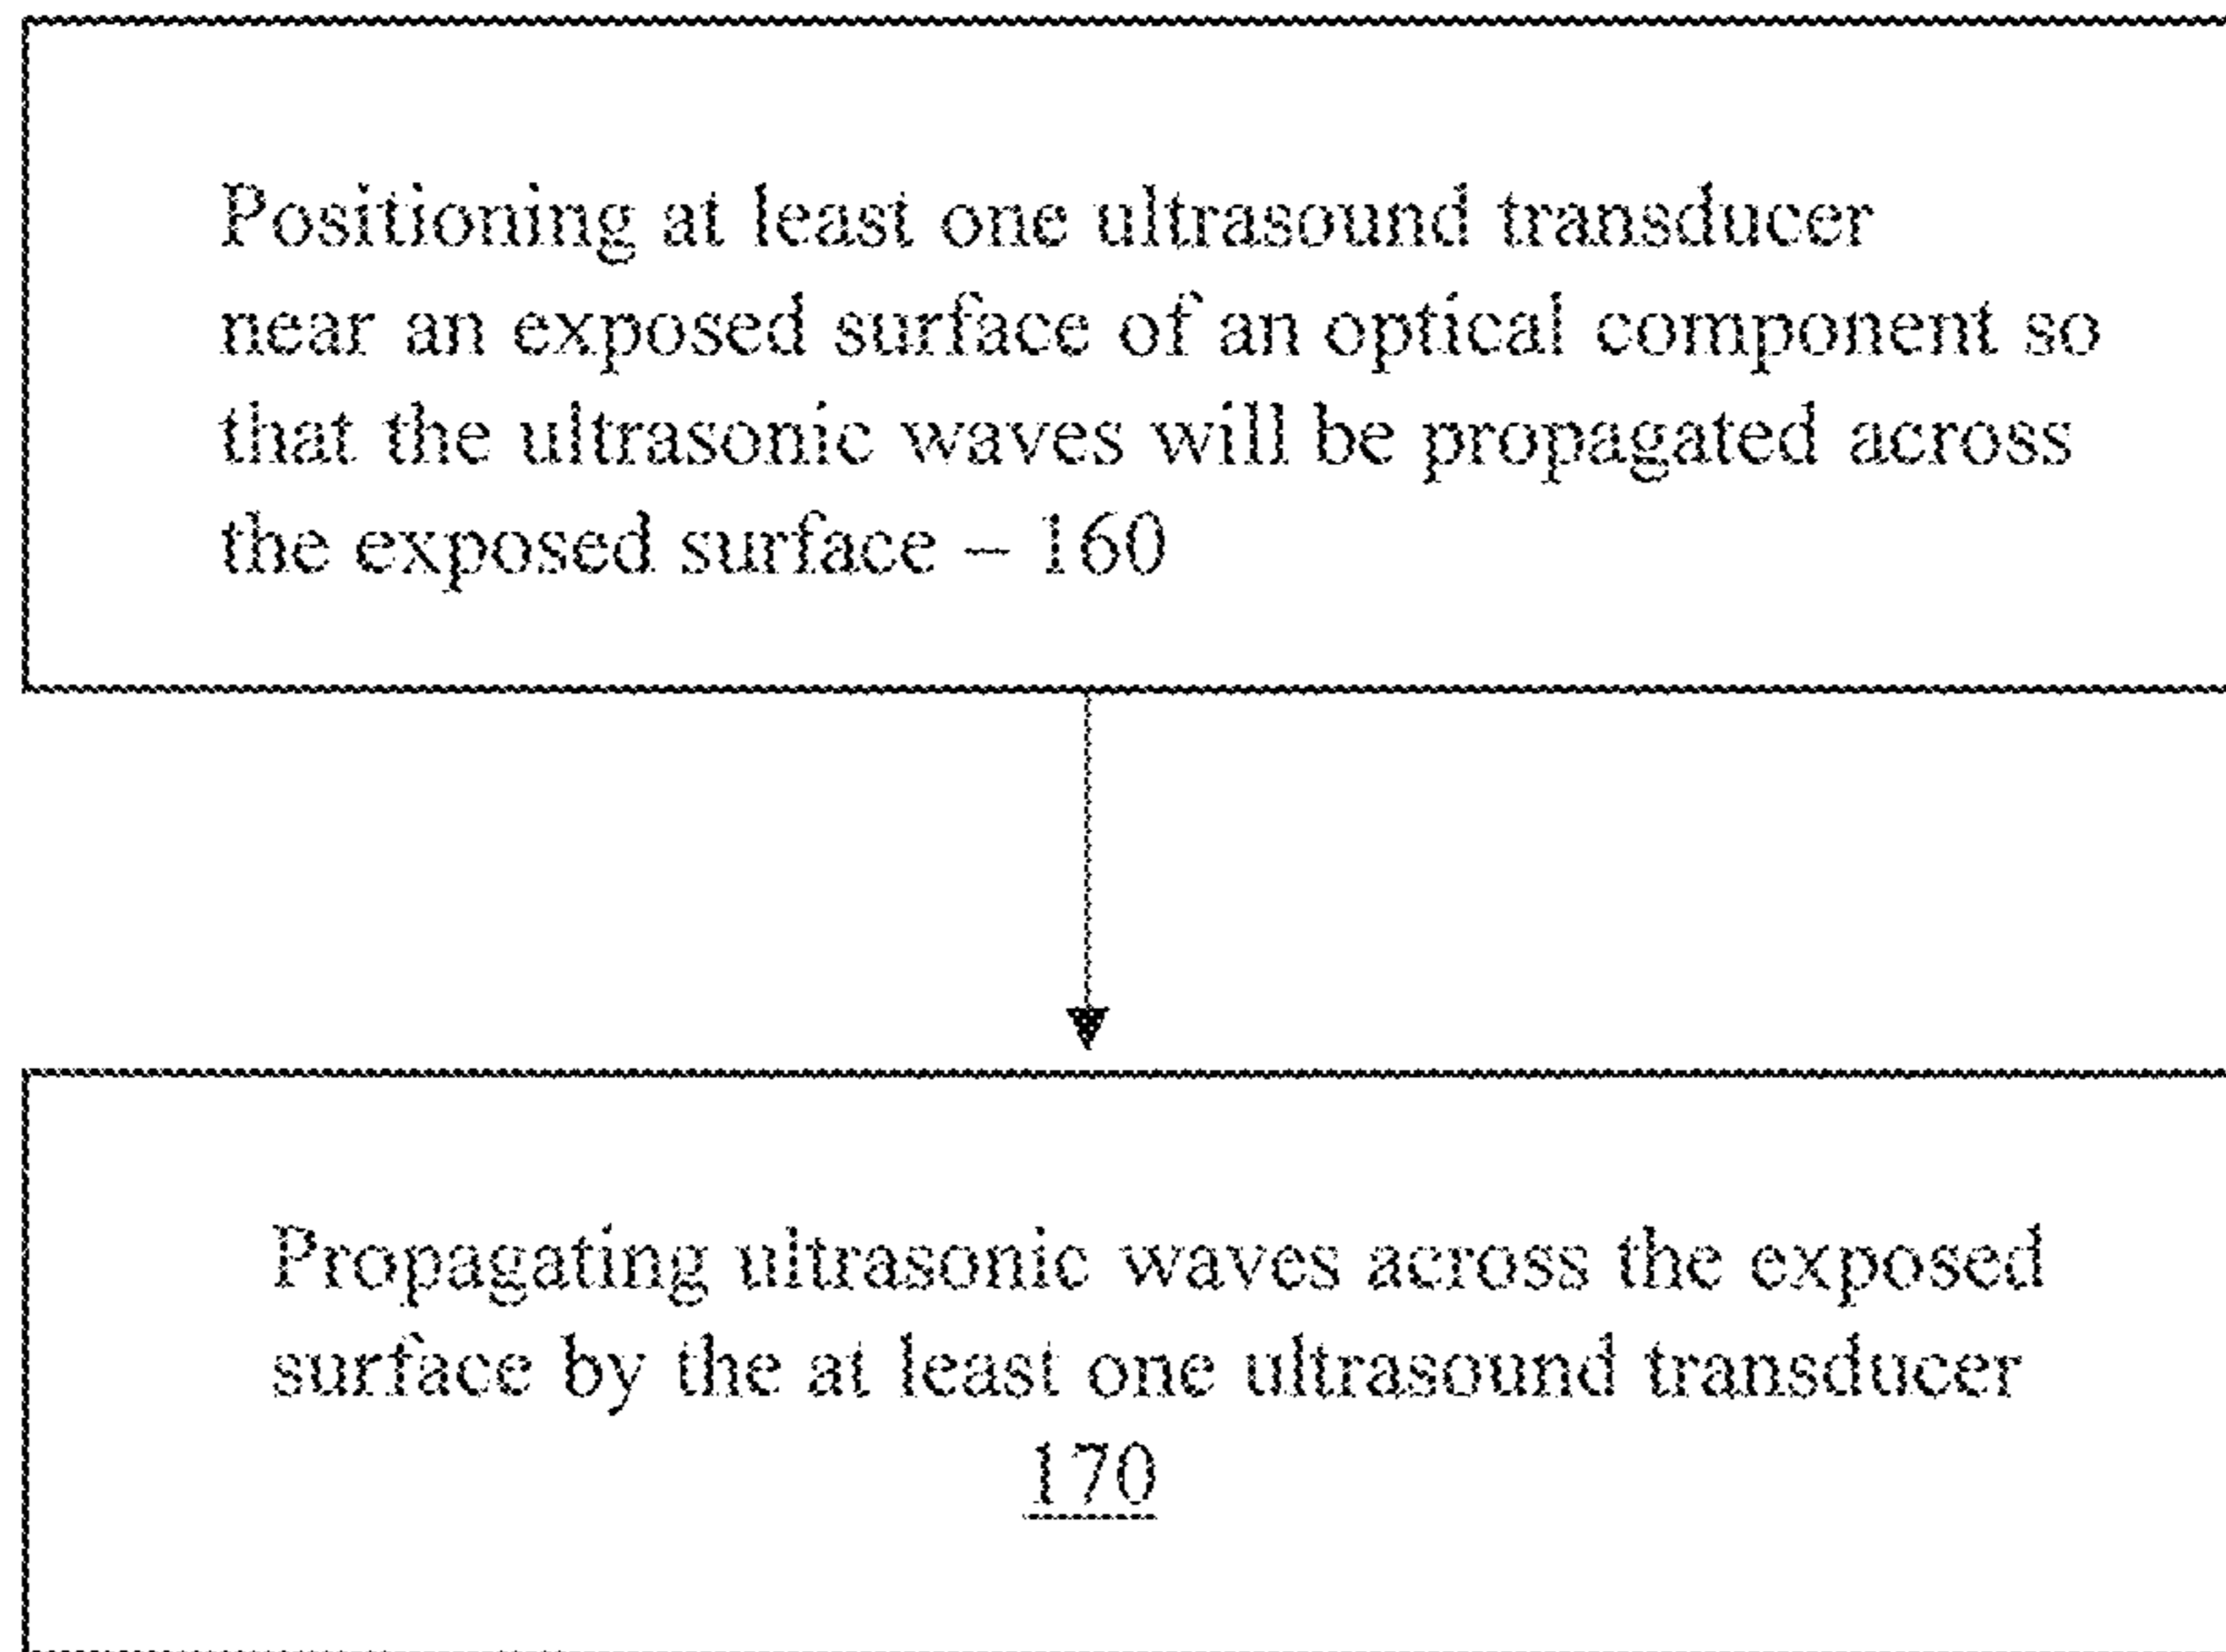 Positioning at least one ultrasound transducer
near an exposed surface of an optical component so
that the ultrasonic waves will be propagated across
the exposed surface – 160
Propagating ultrasonic waves across the exposed
surface by the at least one ultrasound transducer
170